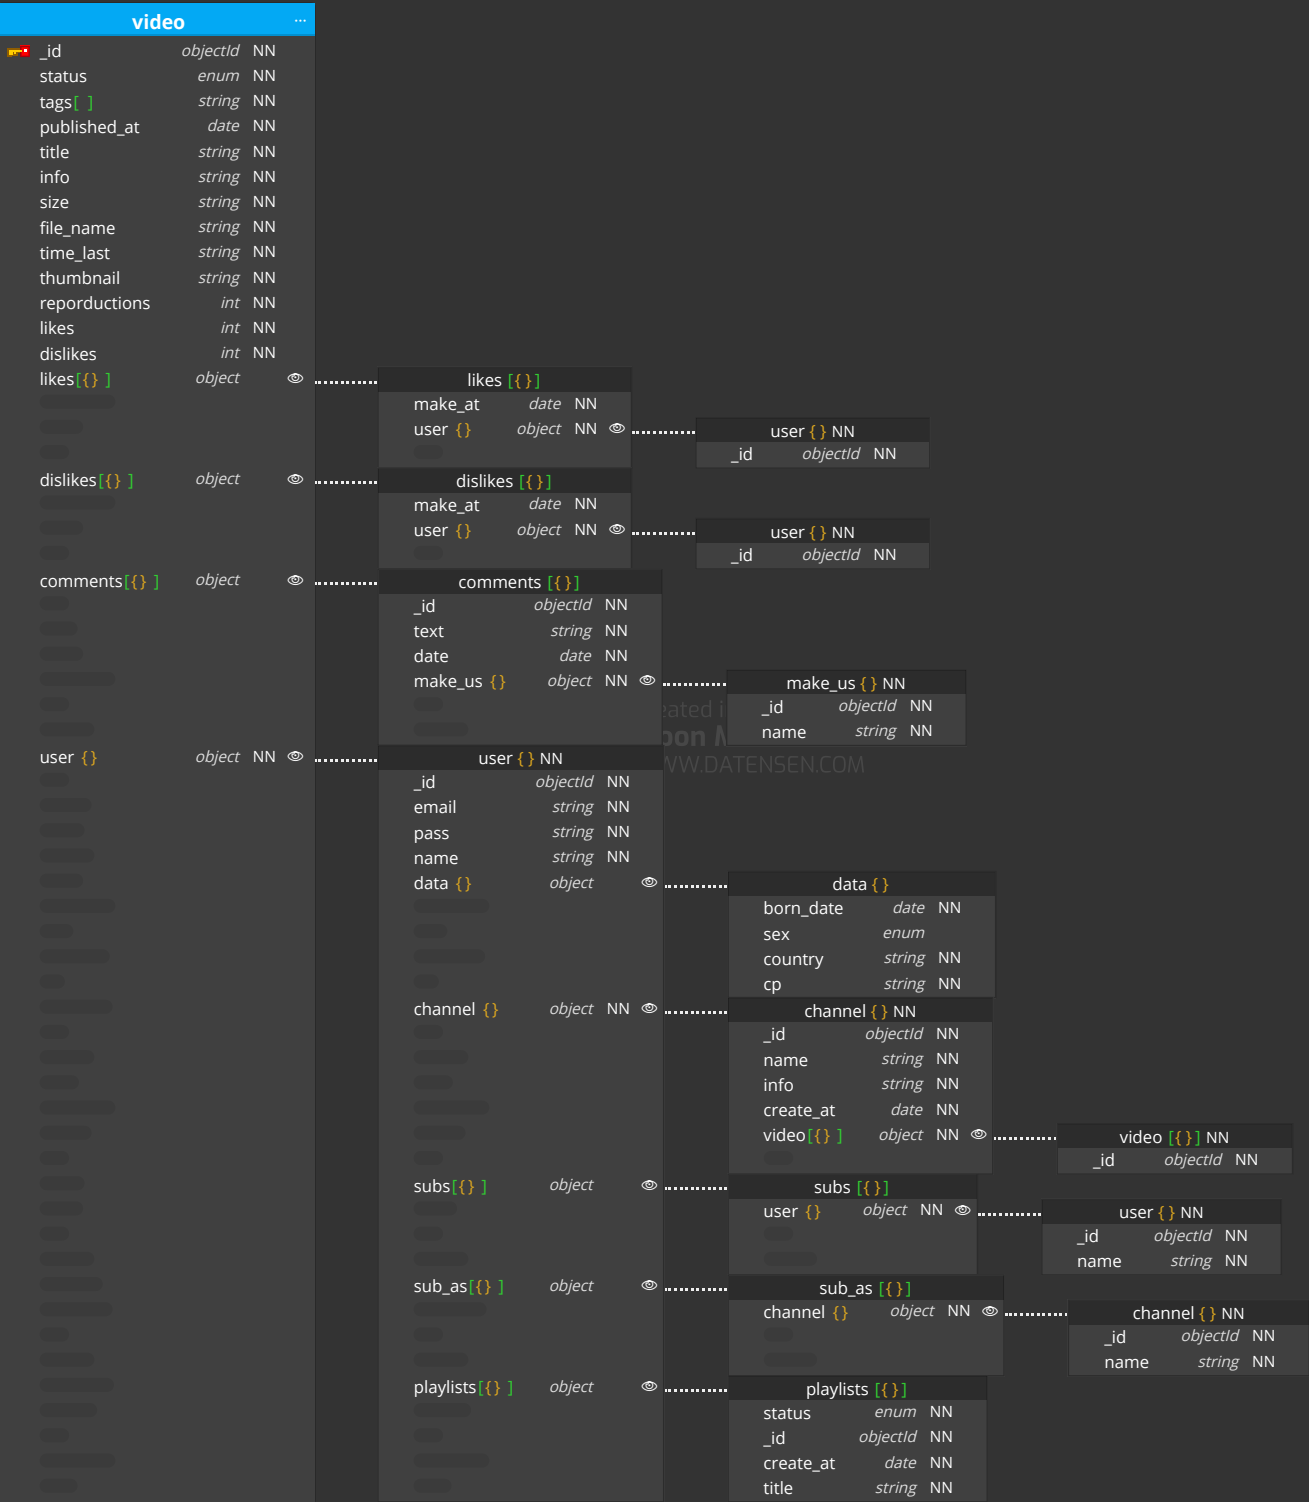 video ...
_id objectId NN
status enum NN
tags[ ] string NN
published_at date NN
title string NN
info string NN
size string NN
file_name string NN
time_last string NN
thumbnail string NN
reporductions int NN
likes int NN
dislikes int NN
likes[{} ] object
likes [{}]
make_at date NN
user {} object NN
user {} NN
_id objectId NN
dislikes[{} ] object
dislikes [{}]
make_at date NN
user {} object NN
user {} NN
_id objectId NN
comments[{} ] object
comments [{}]
_id objectId NN
text string NN
date date NN
make_us {} object NN
make_us {} NN
_id objectId NN
name string NN
WWW.DATENSEN.COM
user {} object NN
user {} NN
_id objectId NN
email string NN
pass string NN
name string NN
data {} object
data {}
born_date date NN
sex enum
country string NN
cp string NN
channel {} object NN
channel {} NN
_id objectId NN
name string NN
info string NN
create_at date NN
video[{} ] object NN
video [{}] NN
_id objectId NN
subs[{} ] object
subs [{}]
user {} object NN
user {} NN
_id objectId NN
name string NN
sub_as[{} ] object
sub_as [{}]
channel {} object NN
channel {} NN
_id objectId NN
name string NN
playlists[{} ] object
playlists [{}]
status enum NN
_id objectId NN
create_at date NN
title string NN